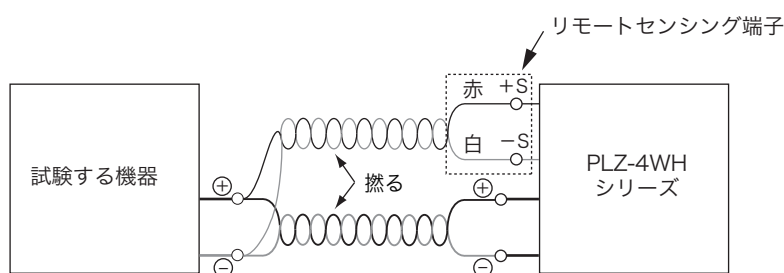 リモートセンシング端子
赤 +S
白 −S
試験する機器
撚る
PLZ-4WH
シリーズ
+
+
−
−